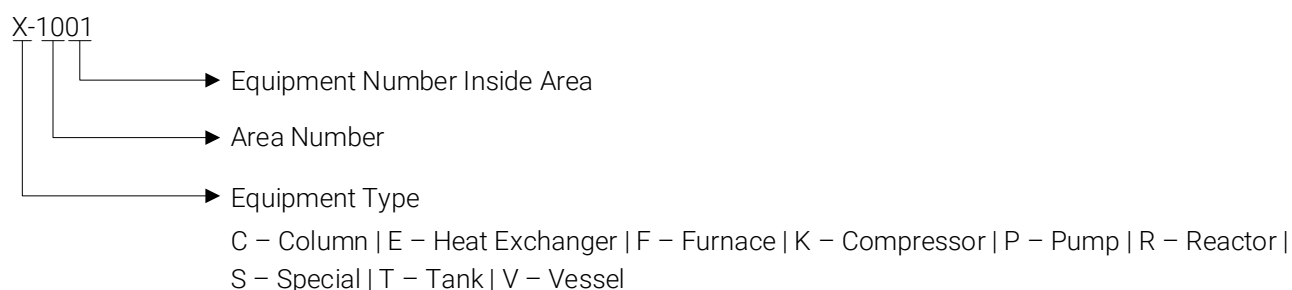 X-1001
Equipment Number Inside Area
Area Number
Equipment Type
C – Column | E – Heat Exchanger | F – Furnace | K – Compressor | P – Pump | R – Reactor |
S – Special | T – Tank | V – Vessel